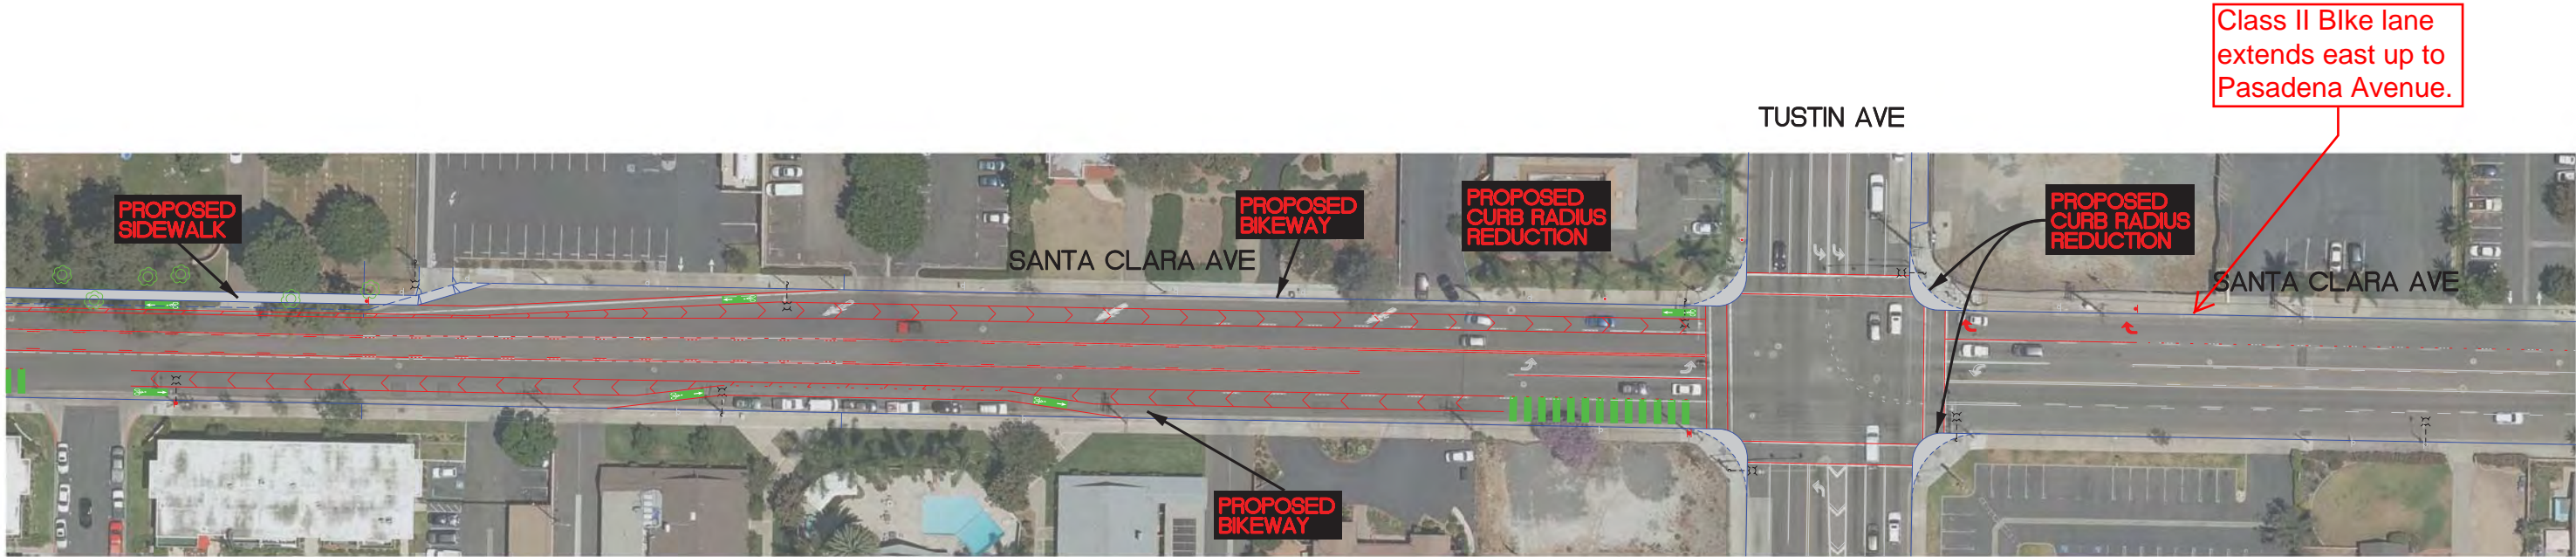 Class II BIke lane
extends east up to
Pasadena Avenue.
TUSTIN AVE
PROPOSED
SIDEWALK
PROPOSED
BIKEWAY
PROPOSED
CURB RADIUS
REDUCTION
PROPOSED
CURB RADIUS
REDUCTION
SANTA CLARA AVE
SANTA CLARA AVE
PROPOSED
BIKEWAY